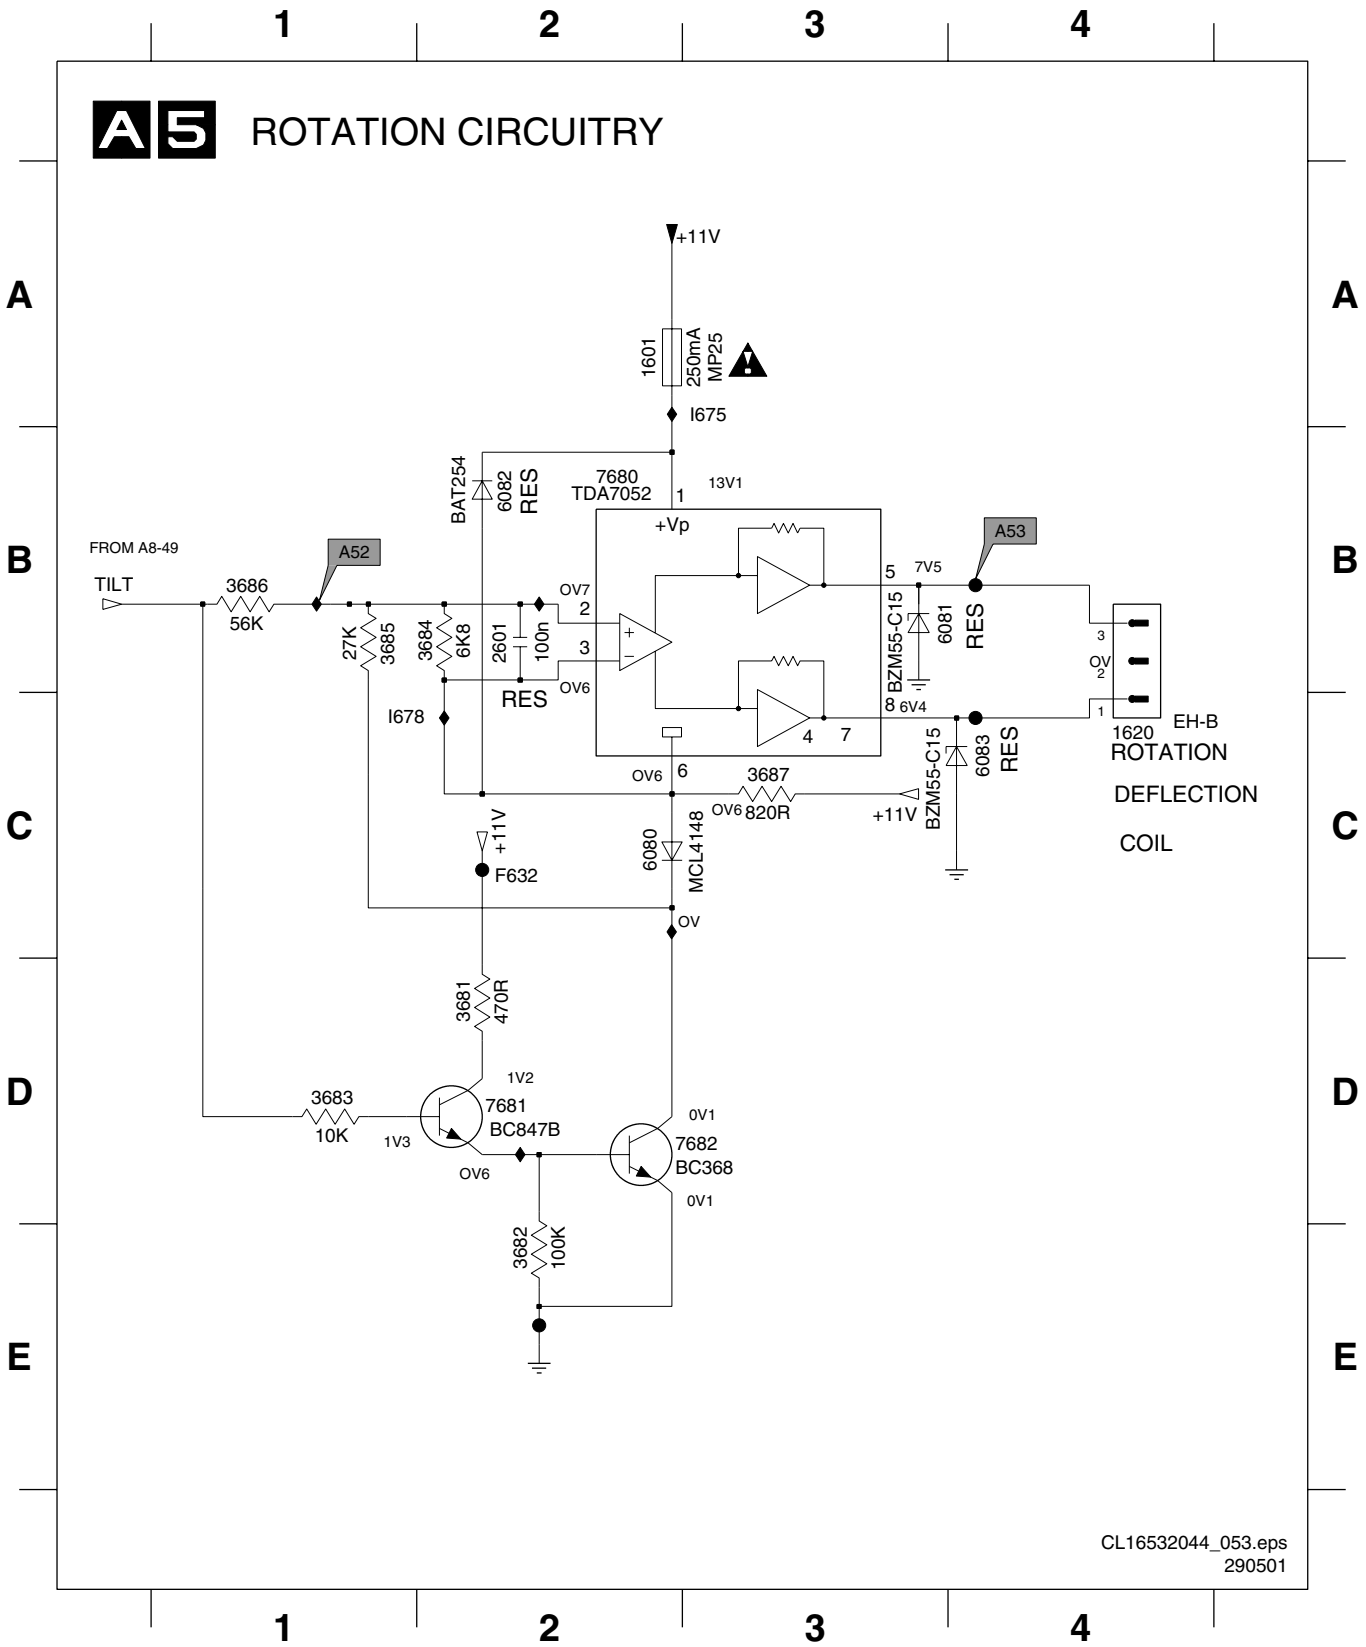 1 2 3 4
A5 ROTATION CIRCUITRY
+11V
A A
1601
250mA
MP25
I675
BAT254
6082
RES
7680
TDA7052
1
13V1
+Vp
A53
FROM A8-49
A52
B B
TILT
3686
56K
OV7
2
5
7V5
27K
3685
3684
6K8
2601
100n
+
-
3
BZM55-C15
6081
RES
3
OV
2
1
RES
OV6
8 6V4
I678
4 7
EH-B
1620
ROTATION
BZM55-C15
6083
RES
OV6
6
3687
OV6 820R
+11V
DEFLECTION
C C
+11V
6080
MCL4148
COIL
F632
OV
3681
470R
1V2
D D
3683
10K
1V3
7681
BC847B
0V1
7682
BC368
OV6
0V1
3682
100K
E E
CL16532044_053.eps
290501
1 2 3 4